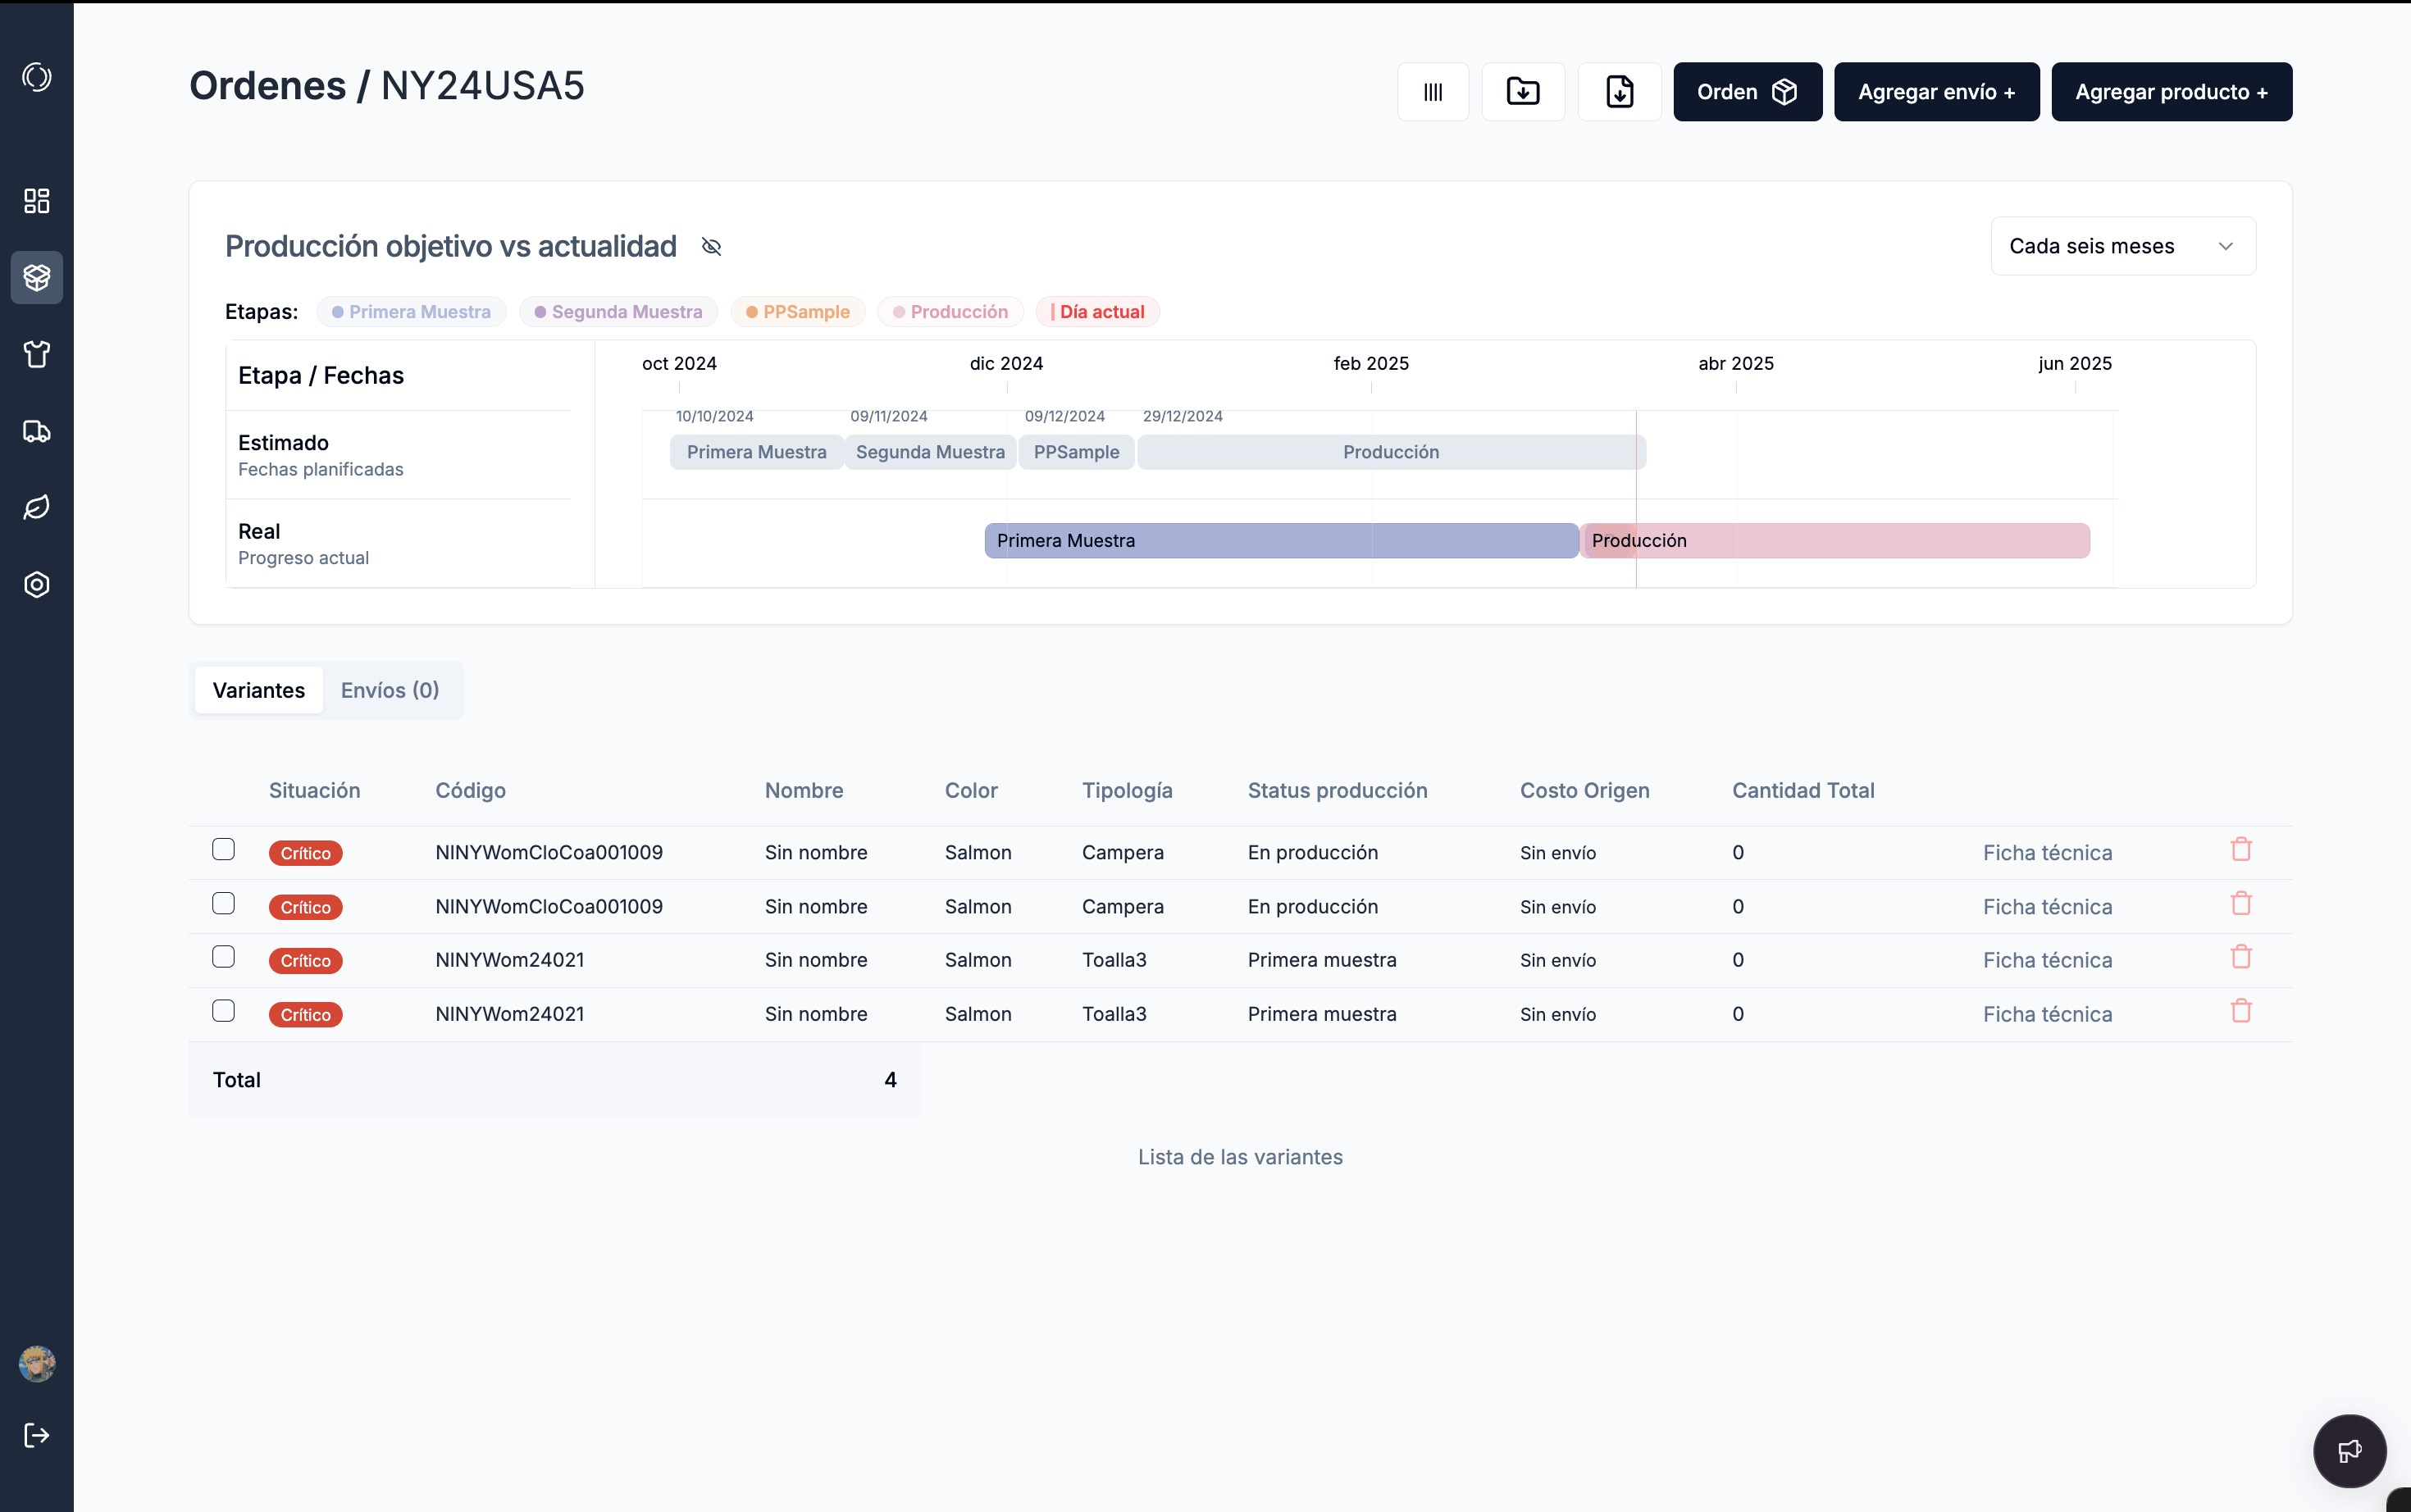 Ordenes / NY24USA5
Orden
Agregar envío +
Agregar producto +
Producción objetivo vs actualidad
Cada seis meses
Etapas: Primera Muestra Segunda Muestra PPSample Producción Día actual
Etapa / Fechas
oct 2024 dic 2024 feb 2025 abr 2025 jun 2025
10/10/2024 09/11/2024 09/12/2024 29/12/2024
Estimado
Fechas planificadas
Primera Muestra Segunda Muestra PPSample Producción
Real
Progreso actual
Primera Muestra Producción
Variantes Envíos (0)
Situación Código Nombre Color Tipología Status producción Costo Origen Cantidad Total
Crítico NINYWomCloCoa001009 Sin nombre Salmon Campera En producción Sin envío 0 Ficha técnica
Crítico NINYWomCloCoa001009 Sin nombre Salmon Campera En producción Sin envío 0 Ficha técnica
Crítico NINYWom24021 Sin nombre Salmon Toalla3 Primera muestra Sin envío 0 Ficha técnica
Crítico NINYWom24021 Sin nombre Salmon Toalla3 Primera muestra Sin envío 0 Ficha técnica
Total 4
Lista de las variantes